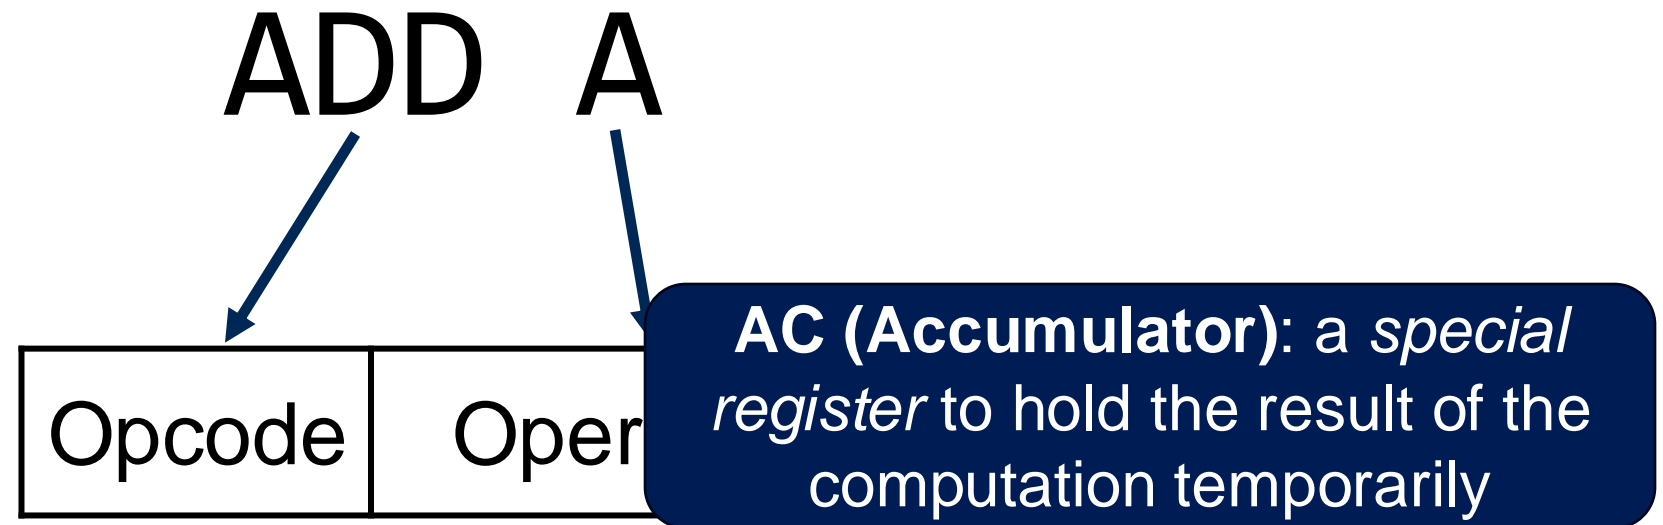 ADD A
AC (Accumulator): a special
register to hold the result of the
computation temporarily
Opcode
Oper